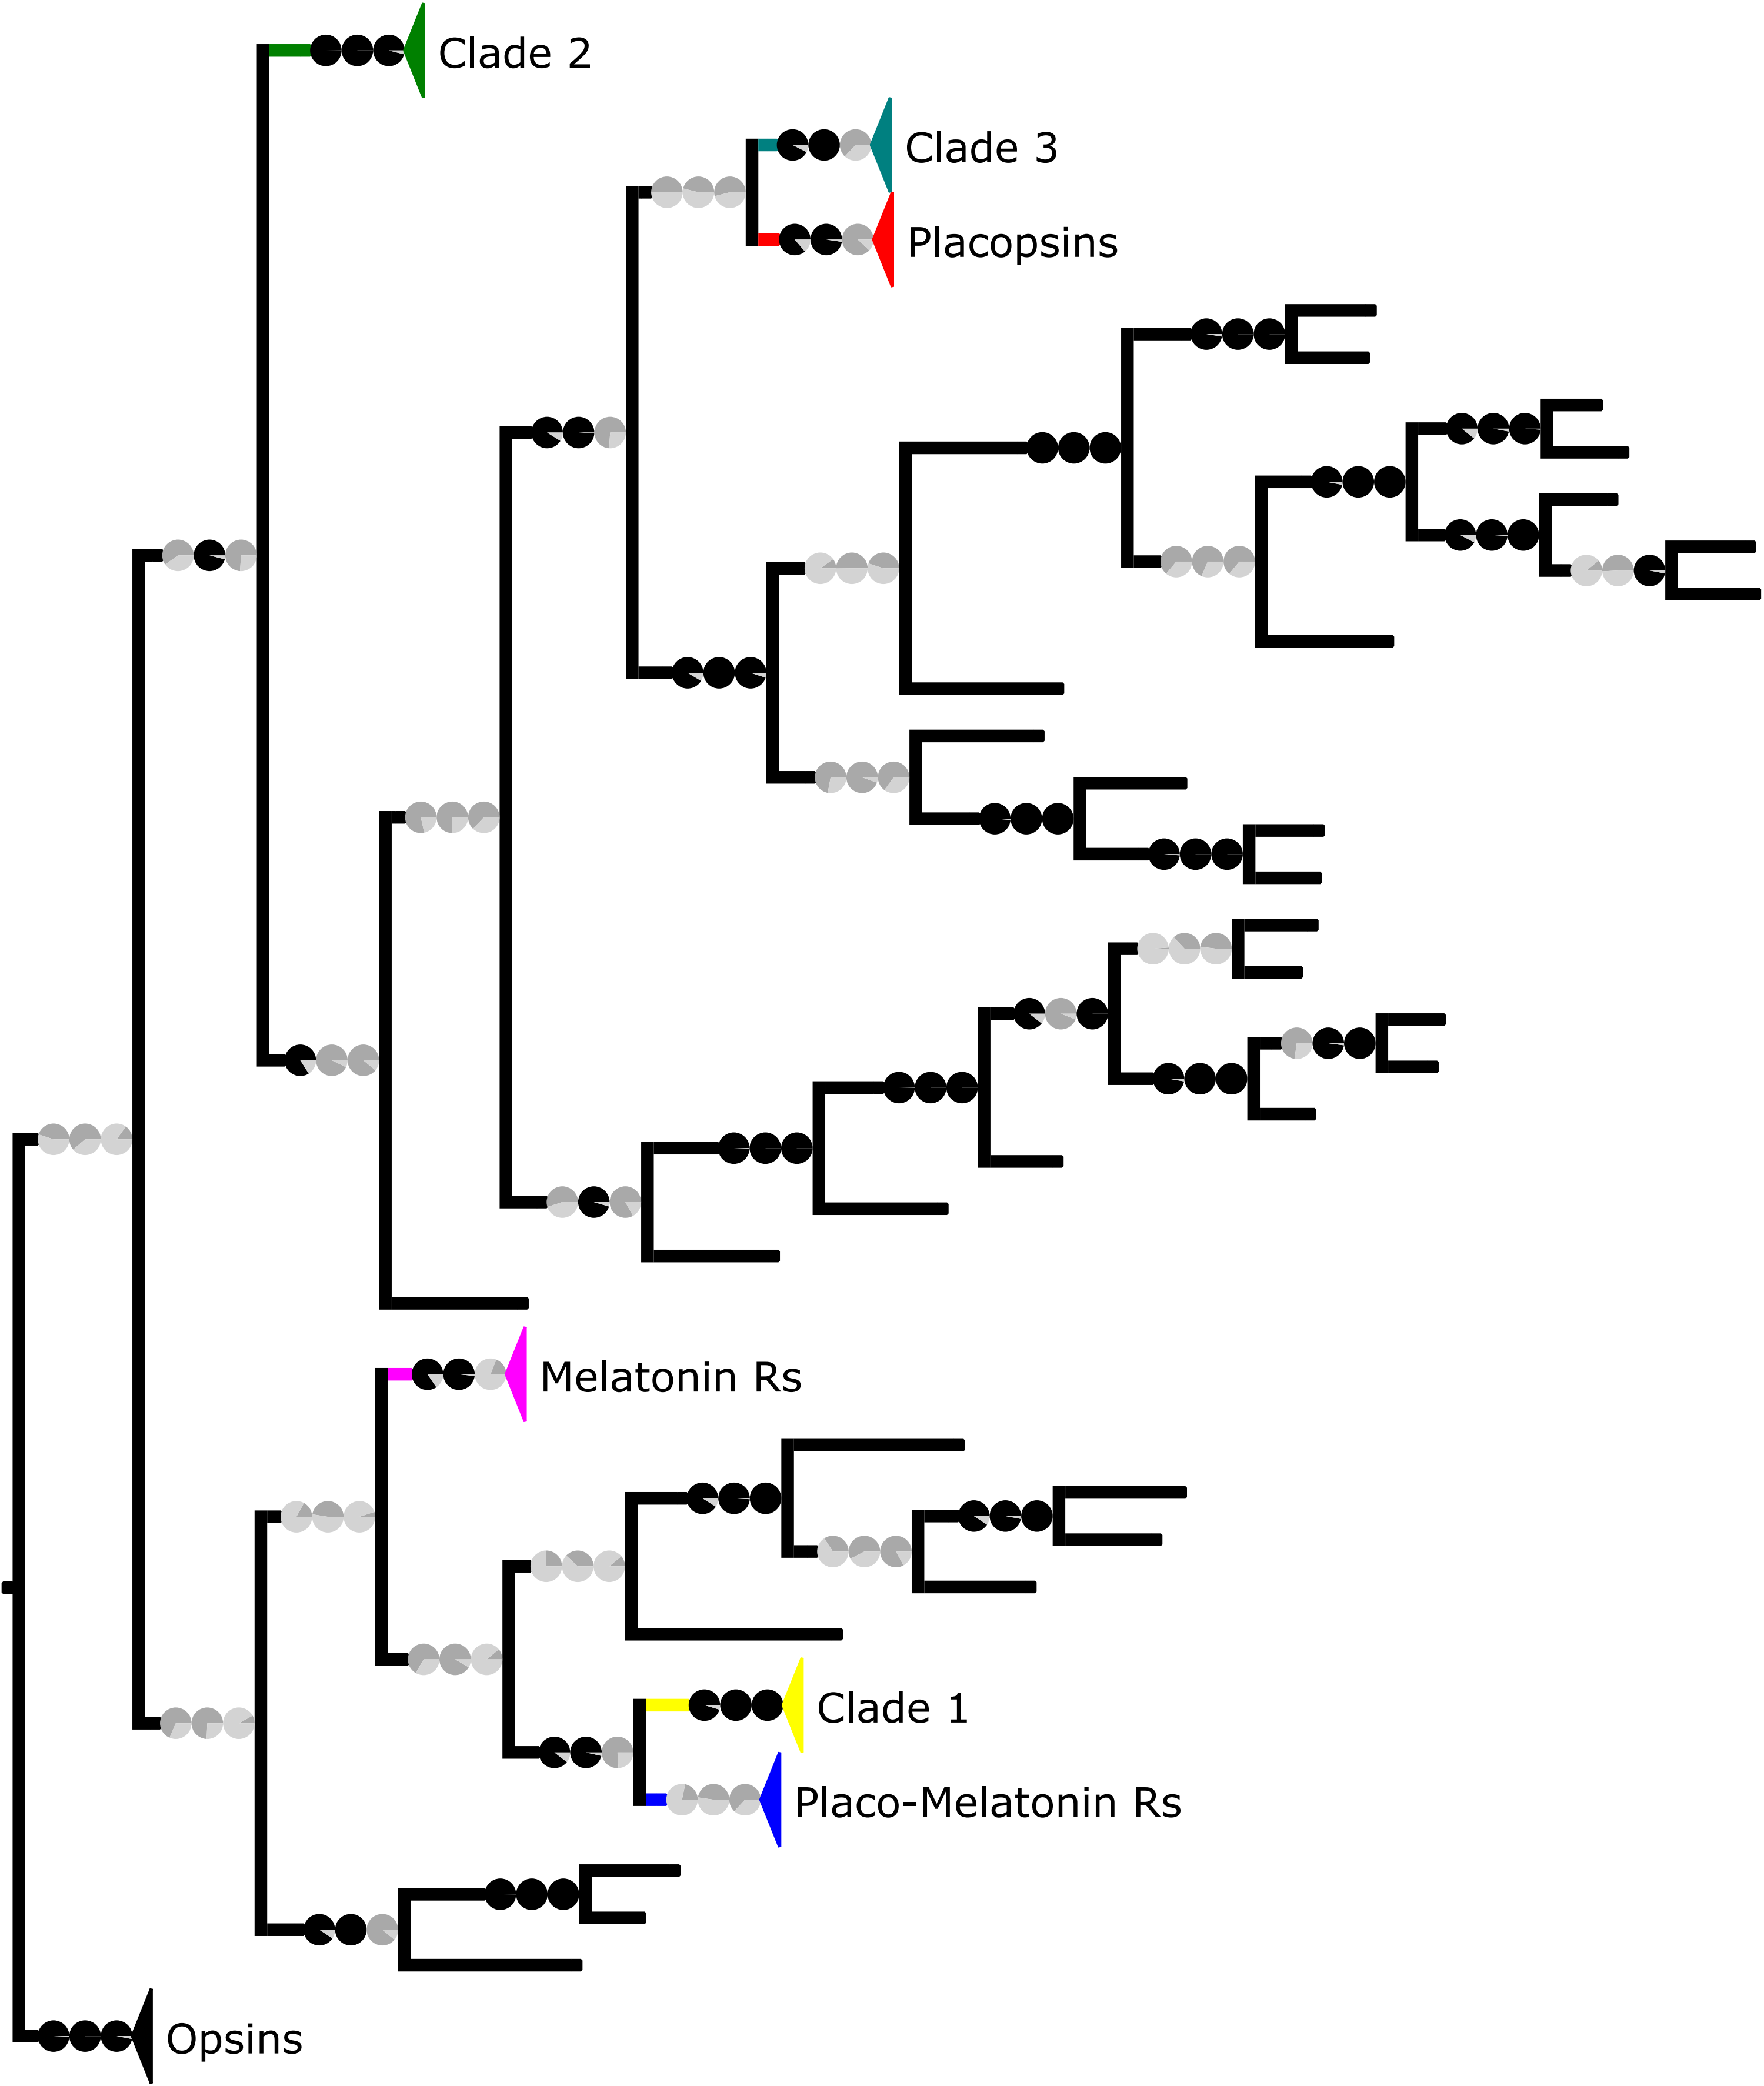 Clade 2
Clade 3
Placopsins
Melatonin Rs
Clade 1
Placo-Melatonin Rs
Opsins